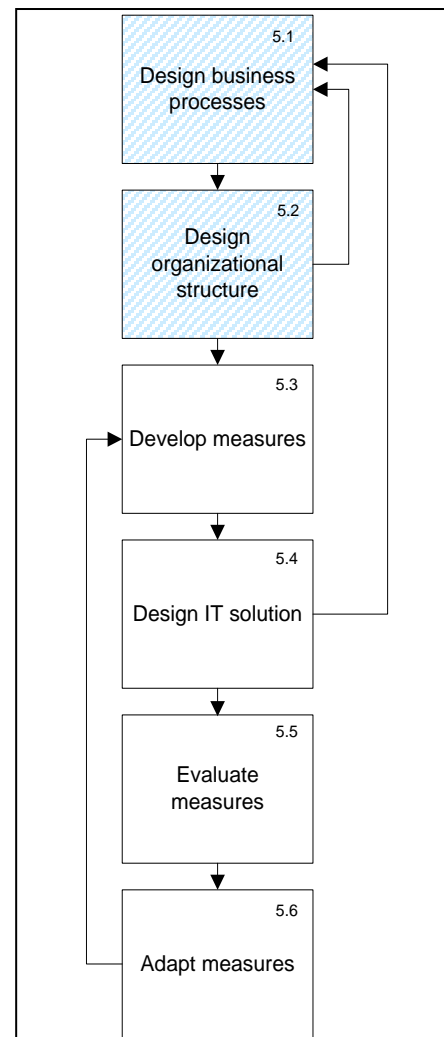 5.1
Design business
processes
5.2
Design
organizational
structure
5.3
Develop measures
5.4
Design IT solution
5.5
Evaluate
measures
5.6
Adapt measures